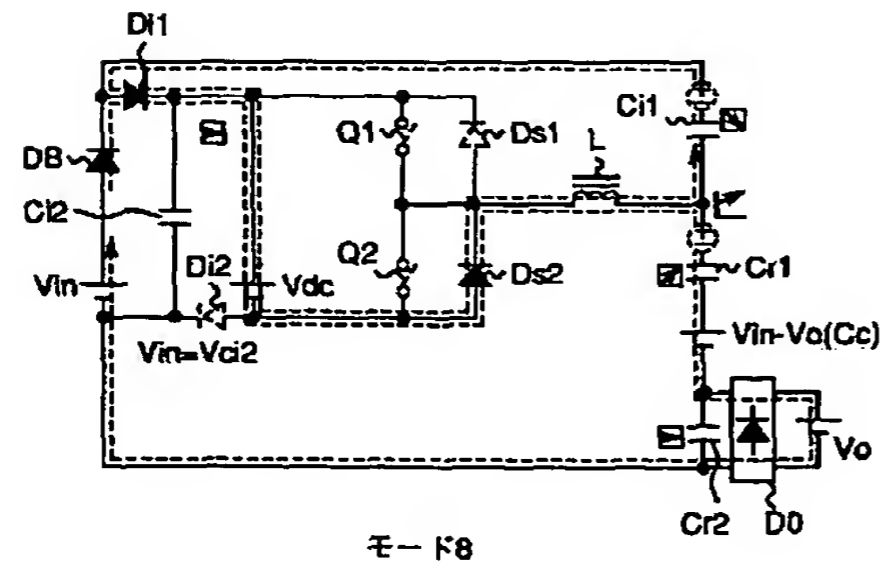 Di1
Ci1
Q1
Ds1
L
DB
Ci2
Di2
Q2
Ds2
Cr1
Vin
Vdc
Vin-Vo(Cc)
Vin=Vci2
Vo
Cr2
D0
モード8